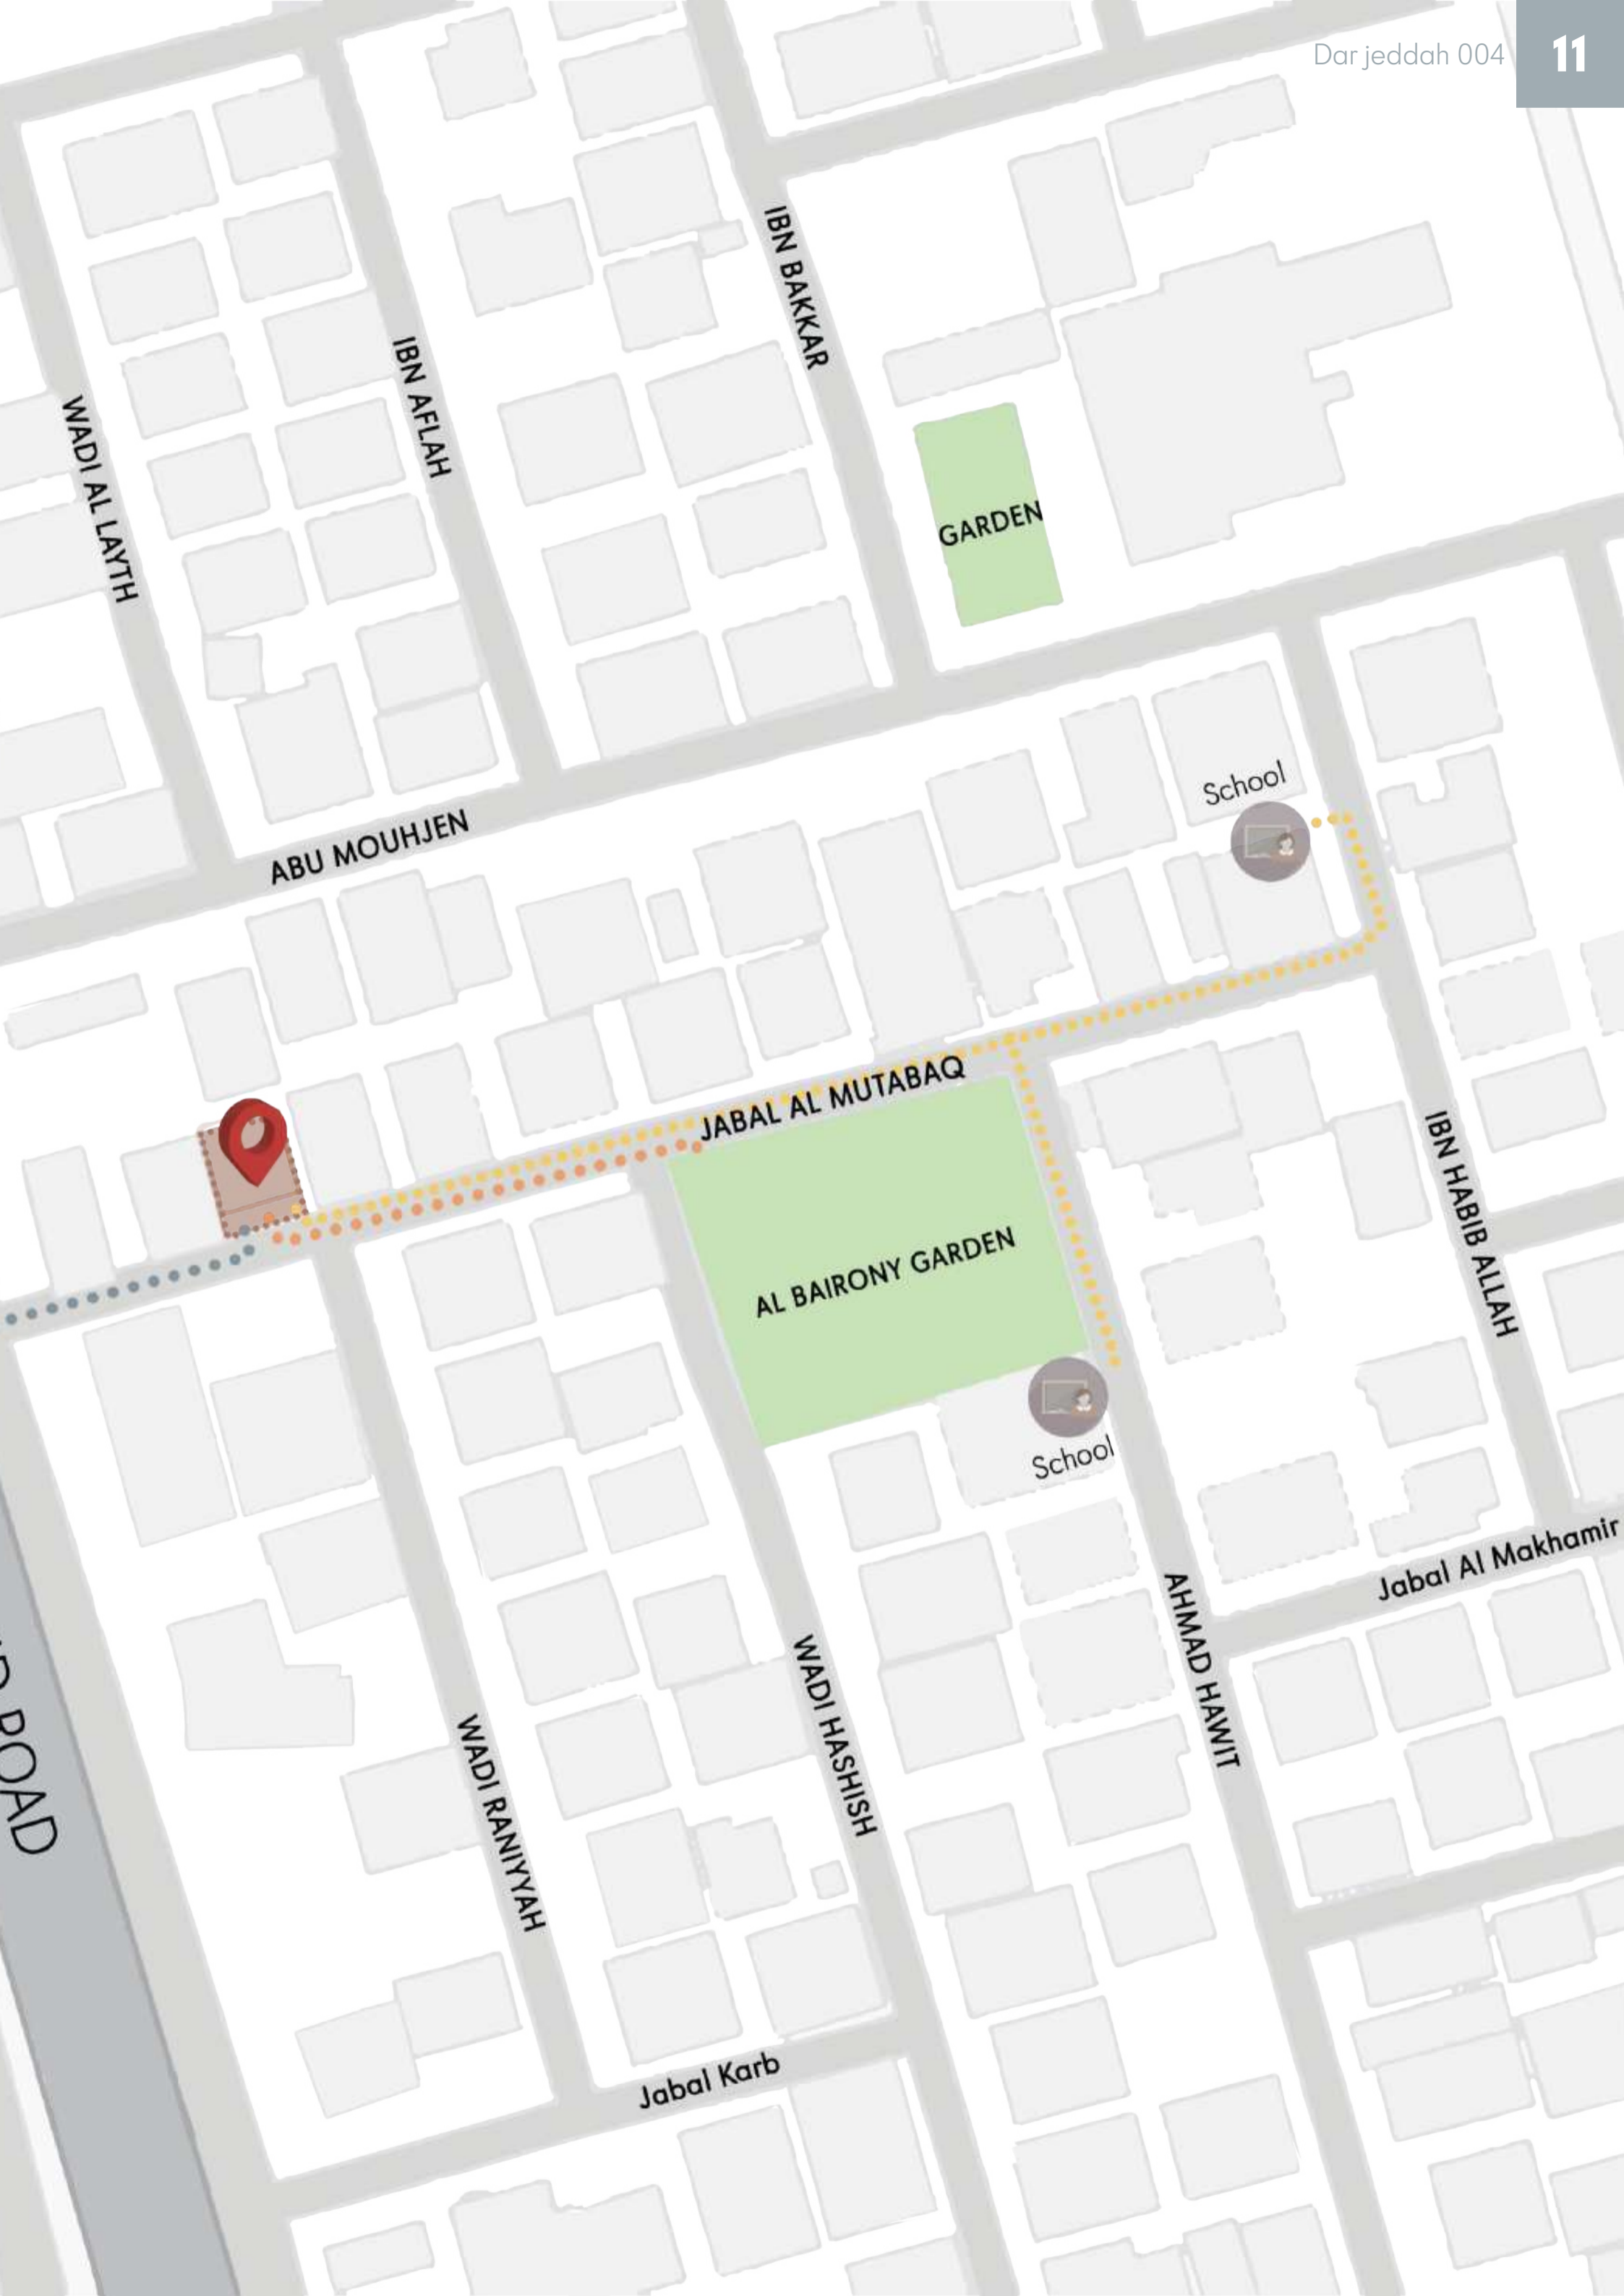 Dar jeddah 004
11
IBN BAKKAR
IBN AFLAH
WADI AL LAYTH
GARDEN
School
ABU MOUHJEN
JABAL AL MUTABAQ
IBN HABIB ALLAH
AL BAIRONY GARDEN
School
Jabal Al Makhamir
AHMAD HAWIT
WADI HASHISH
WADI RANIYYAH
ROAD
Jabal Karb